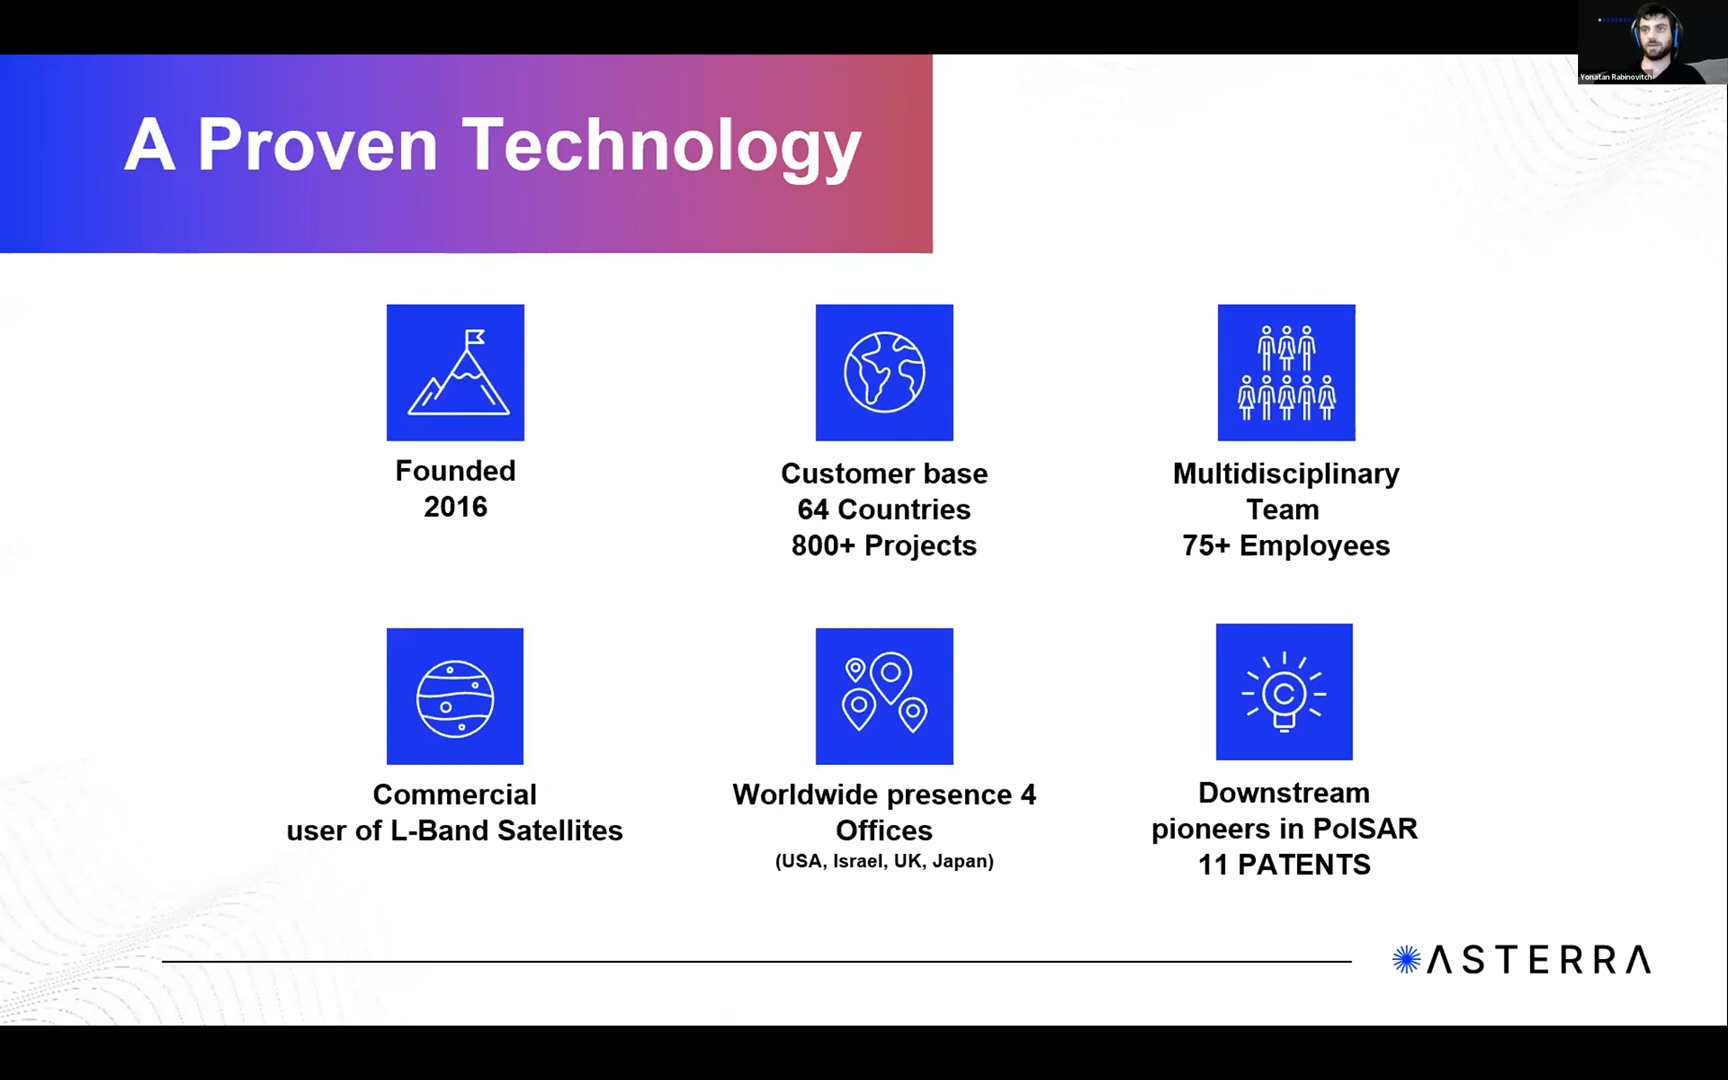 A Proven Technology
Yonatan Rabinovitch
Founded
2016
Customer base
64 Countries
800+ Projects
Multidisciplinary
Team
75+ Employees
Commercial
user of L-Band Satellites
Worldwide presence 4
Offices
(USA, Israel, UK, Japan)
Downstream
pioneers in PolSAR
11 PATENTS
ASTERRA